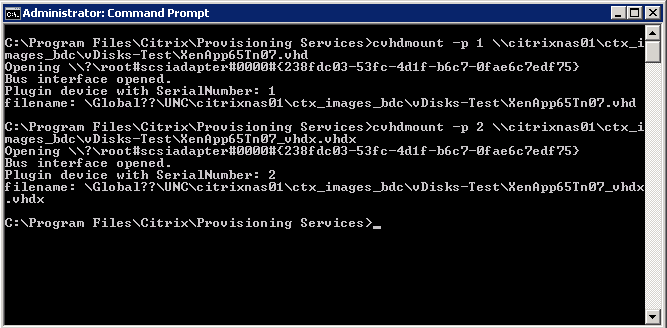 Administrator: Command Prompt
C:\Program Files\Citrix\Provisioning Services>cvhdmount -p 1 \\citrixnas01\ctx_i
mages_bdc\vDisks-Test\XenApp65Tn07.vhd
Opening \\?\root#scsiadapter#0000#{238fdc03-53fc-4d1f-b6c7-0fae6c7edf75}
Bus interface opened.
Plugin device with SerialNumber: 1
filename: \Global??\UNC\citrixnas01\ctx_images_bdc\vDisks-Test\XenApp65Tn07.vhd
C:\Program Files\Citrix\Provisioning Services>cvhdmount -p 2 \\citrixnas01\ctx_i
mages_bdc\vDisks-Test\XenApp65Tn07_vhdx.vhdx
Opening \\?\root#scsiadapter#0000#{238fdc03-53fc-4d1f-b6c7-0fae6c7edf75}
Bus interface opened.
Plugin device with SerialNumber: 2
filename: \Global??\UNC\citrixnas01\ctx_images_bdc\vDisks-Test\XenApp65Tn07_vhdx
.vhdx
C:\Program Files\Citrix\Provisioning Services>_